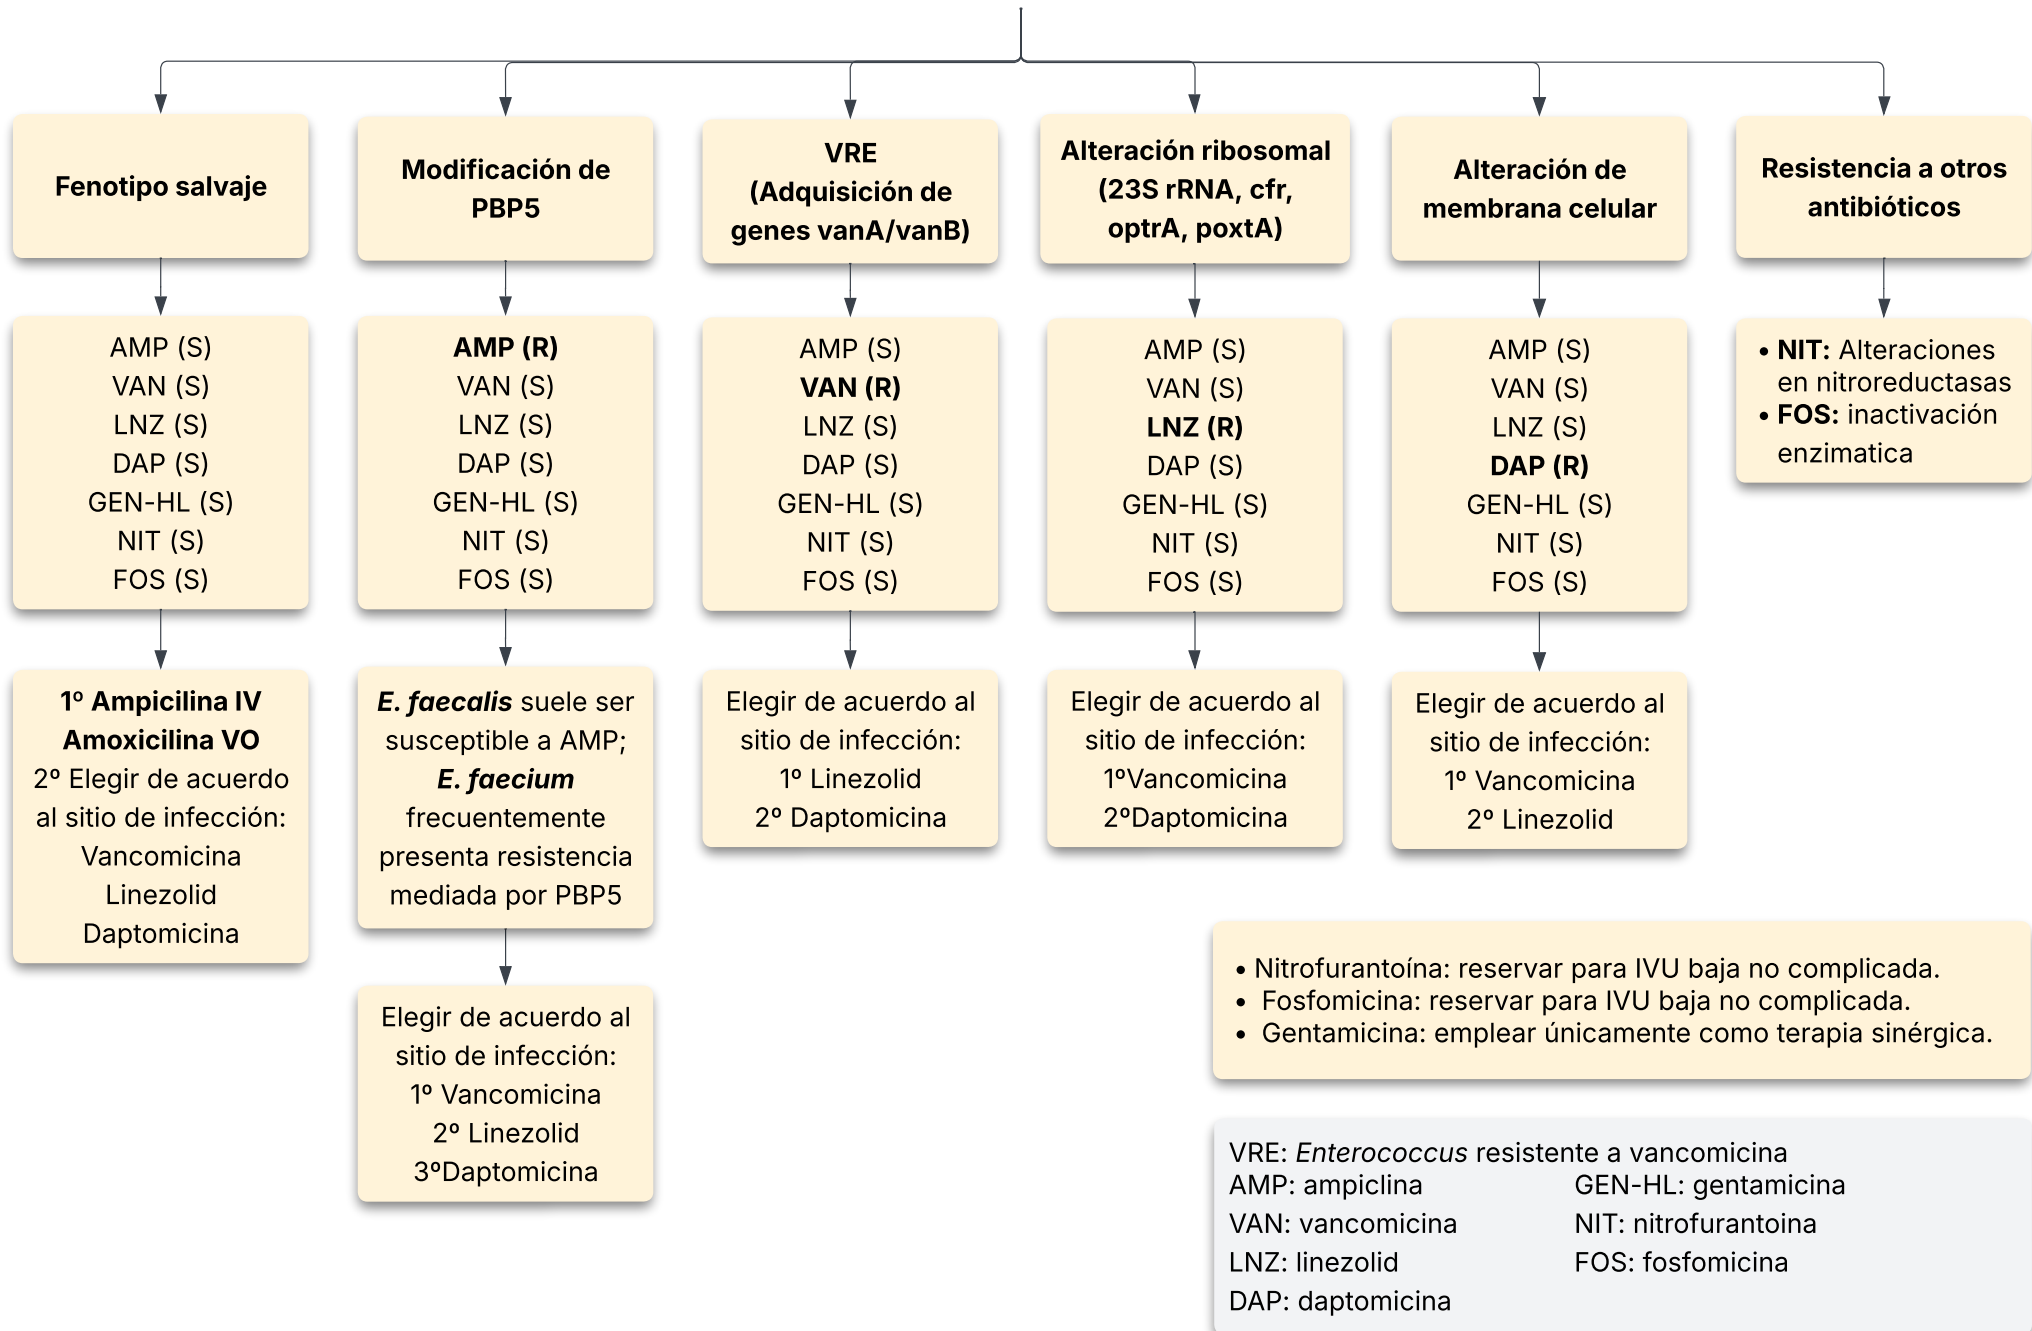 Fenotipo salvaje
Modificación de
PBP5
VRE
(Adquisición de
genes vanA/vanB)
Alteración ribosomal
(23S rRNA, cfr,
optrA, poxtA)
Alteración de
membrana celular
Resistencia a otros
antibióticos
AMP (S)
VAN (S)
LNZ (S)
DAP (S)
GEN-HL (S)
NIT (S)
FOS (S)
AMP (R)
VAN (S)
LNZ (S)
DAP (S)
GEN-HL (S)
NIT (S)
FOS (S)
AMP (S)
VAN (R)
LNZ (S)
DAP (S)
GEN-HL (S)
NIT (S)
FOS (S)
AMP (S)
VAN (S)
LNZ (R)
DAP (S)
GEN-HL (S)
NIT (S)
FOS (S)
AMP (S)
VAN (S)
LNZ (S)
DAP (R)
GEN-HL (S)
NIT (S)
FOS (S)
• NIT: Alteraciones
en nitroreductasas
• FOS: inactivación
enzimatica
1º Ampicilina IV
Amoxicilina VO
2º Elegir de acuerdo
al sitio de infección:
Vancomicina
Linezolid
Daptomicina
E. faecalis suele ser
susceptible a AMP;
E. faecium
frecuentemente
presenta resistencia
mediada por PBP5
Elegir de acuerdo al
sitio de infección:
1º Linezolid
2º Daptomicina
Elegir de acuerdo al
sitio de infección:
1ºVancomicina
2ºDaptomicina
Elegir de acuerdo al
sitio de infección:
1º Vancomicina
2º Linezolid
Elegir de acuerdo al
sitio de infección:
1º Vancomicina
2º Linezolid
3ºDaptomicina
• Nitrofurantoína: reservar para IVU baja no complicada.
• Fosfomicina: reservar para IVU baja no complicada.
• Gentamicina: emplear únicamente como terapia sinérgica.
VRE: Enterococcus resistente a vancomicina
AMP: ampiclina
VAN: vancomicina
LNZ: linezolid
DAP: daptomicina
GEN-HL: gentamicina
NIT: nitrofurantoina
FOS: fosfomicina